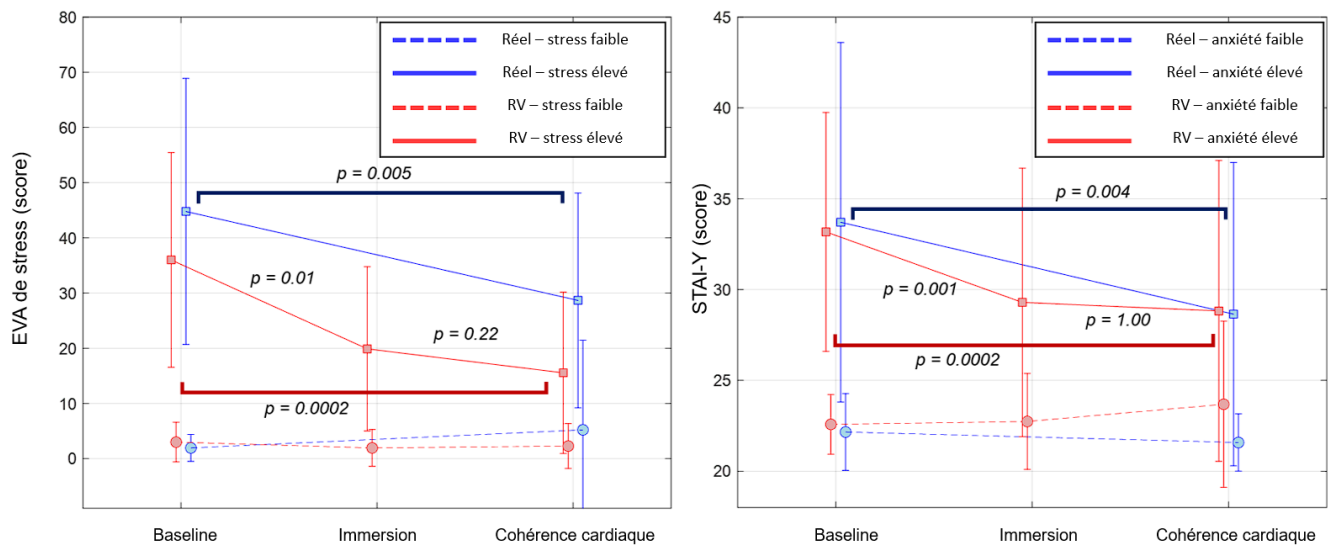 80
70
60
50
40
30
20
10
0
EVA de stress (score)
Réel – stress faible
Réel – stress élevé
RV – stress faible
RV – stress élevé
p = 0.005
p = 0.01
p = 0.22
p = 0.0002
Baseline
Immersion
Cohérence cardiaque
45
40
35
30
25
20
STAI-Y (score)
Réel – anxiété faible
Réel – anxiété élevé
RV – anxiété faible
RV – anxiété élevé
p = 0.004
p = 0.001
p = 1.00
p = 0.0002
Baseline
Immersion
Cohérence cardiaque